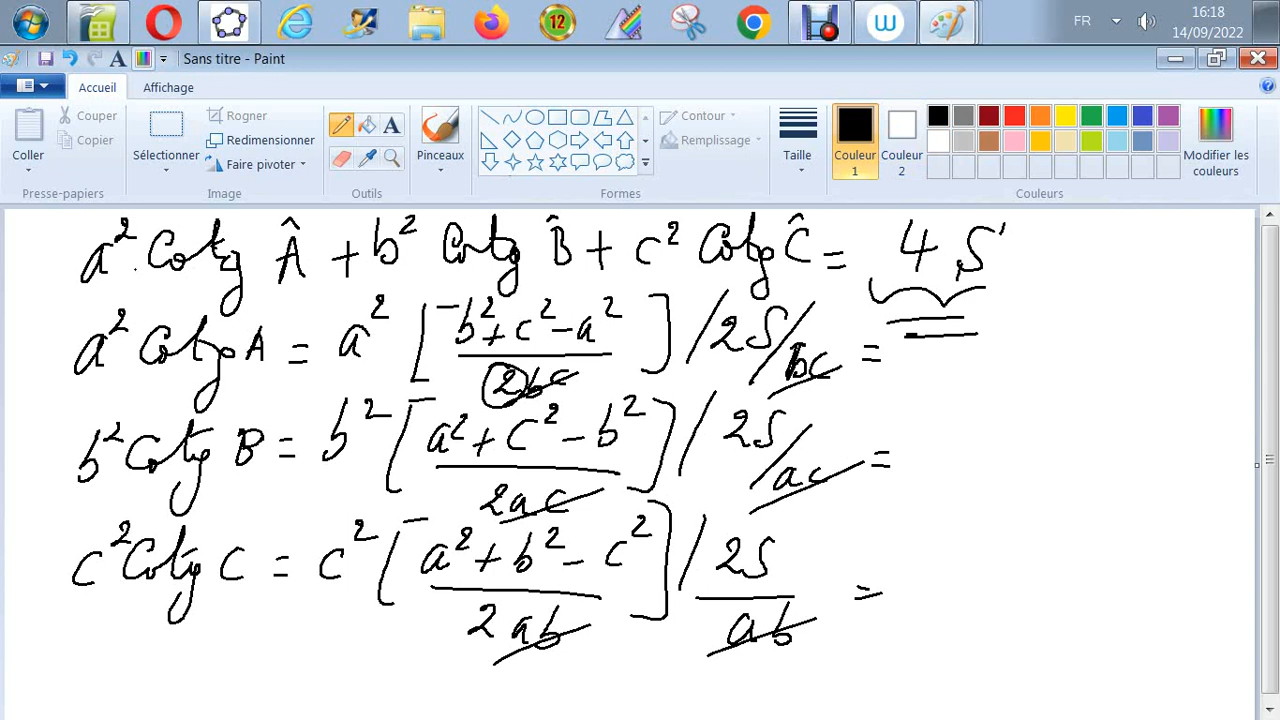 12
FR
16:18
14/09/2022
Sans titre - Paint
Accueil
Affichage
Coller
Couper
Copier
Presse-papiers
Sélectionner
Rogner
Redimensionner
Faire pivoter
Image
A
Outils
Pinceaux
Contour
Remplissage
Formes
Taille
Couleur 1
Couleur 2
Modifier les couleurs
Couleurs
a² Cotg Â + b² Cotg B̂ + c² Cotg Ĉ = 4 S
a² Cotg A = a² [ (b² + c² - a²) / 2bc ] / 2S/bc =
b² Cotg B = b² [ (a² + c² - b²) / 2ac ] / 2S/ac =
c² Cotg C = c² [ (a² + b² - c²) / 2ab ] / 2S/ab =